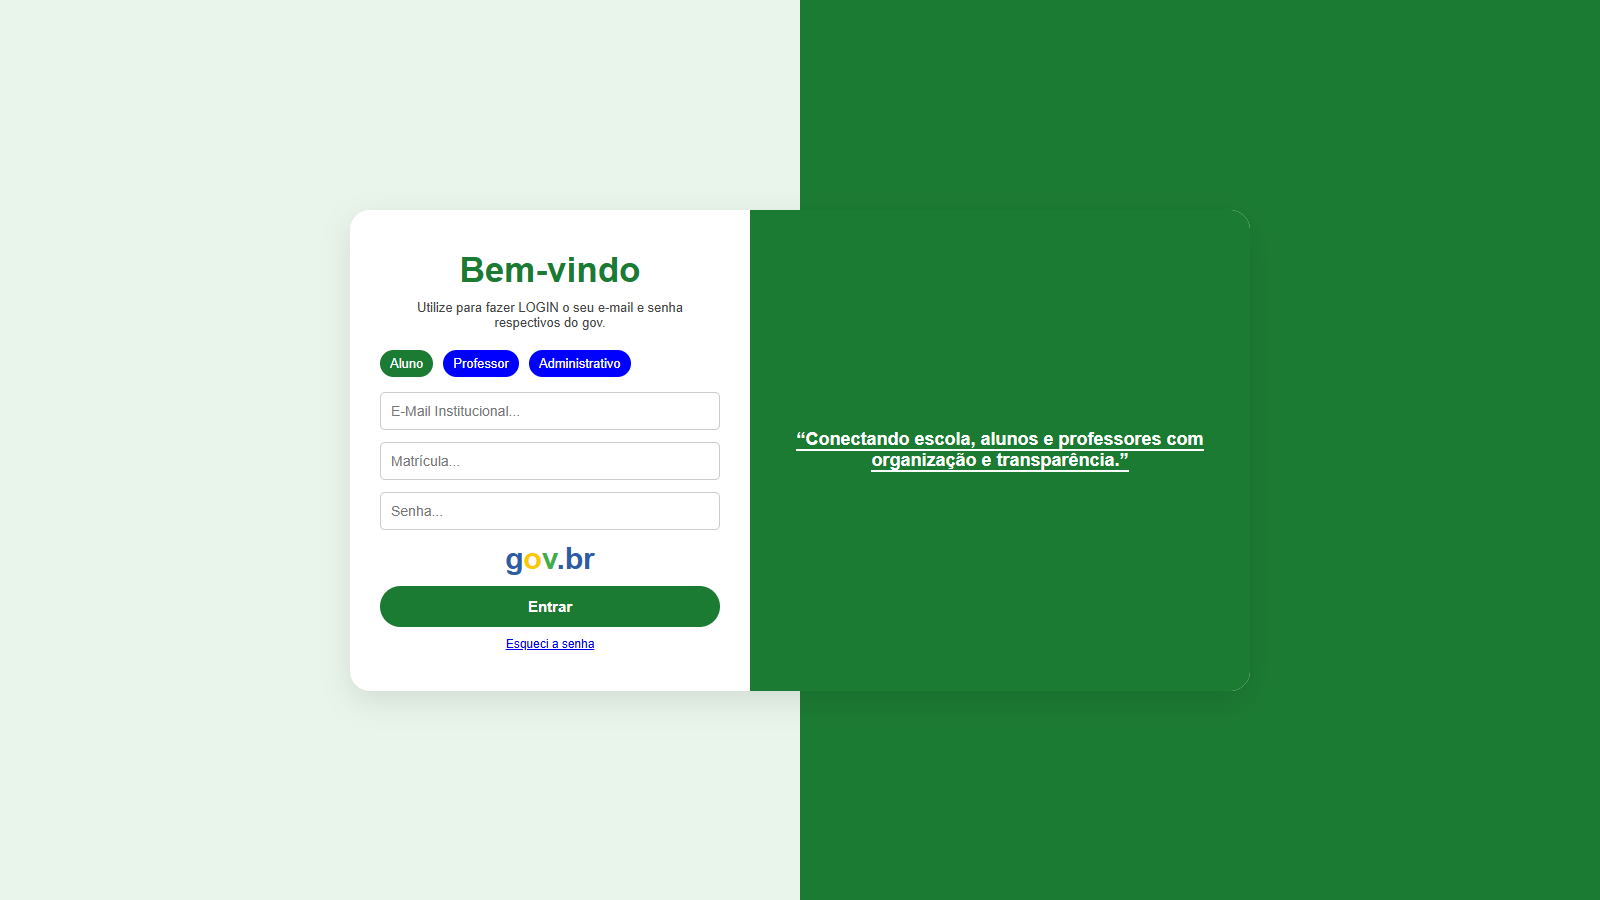 Bem-vindo
Utilize para fazer LOGIN o seu e-mail e senha
respectivos do gov.
Aluno Professor Administrativo
E-Mail Institucional...
Matrícula...
Senha...
gov.br
Entrar
Esqueci a senha
“Conectando escola, alunos e professores com
organização e transparência.”